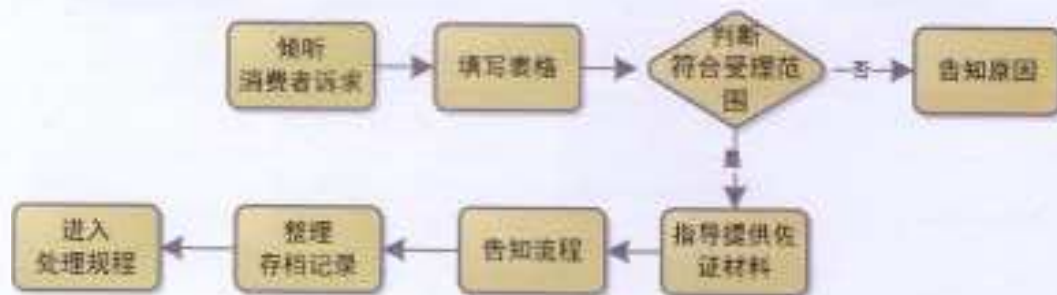 倾听
消费者诉求
填写表格
判断
符合受理范
围
否
告知原因
是
指导提供佐
证材料
告知流程
整理
存档记录
进入
处理规程